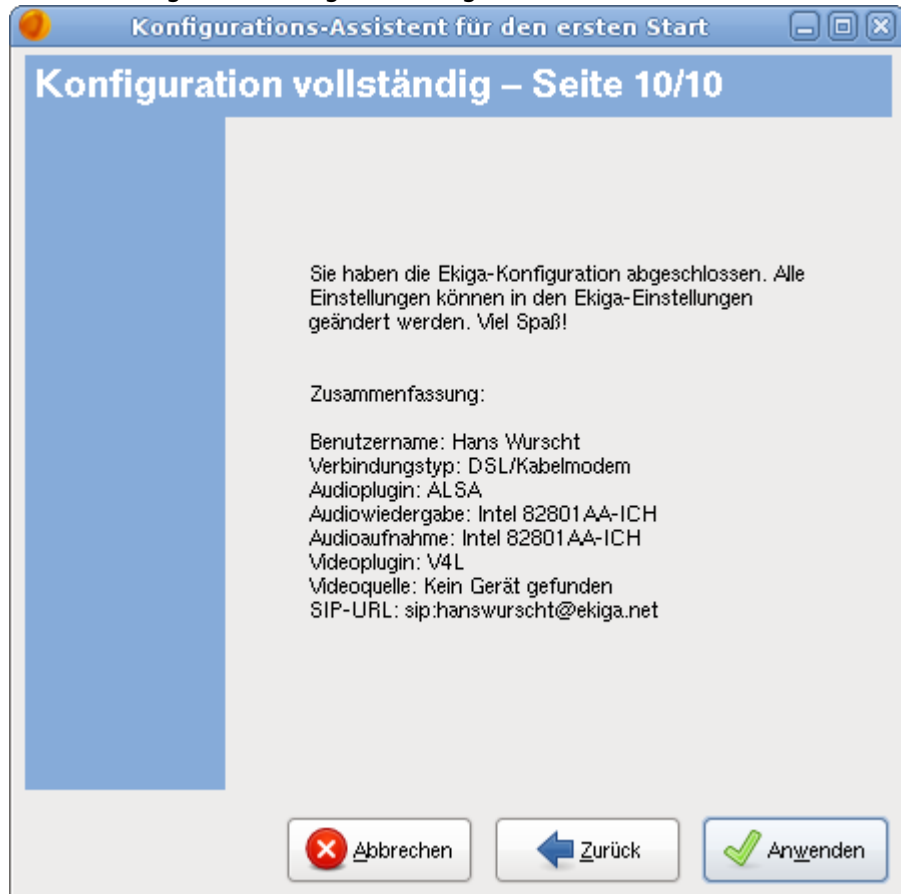 Konfigurations-Assistent für den ersten Start
Konfiguration vollständig – Seite 10/10
Sie haben die Ekiga-Konfiguration abgeschlossen. Alle
Einstellungen können in den Ekiga-Einstellungen
geändert werden. Viel Spaß!
Zusammenfassung:
Benutzername: Hans Wurscht
Verbindungstyp: DSL/Kabelmodem
Audioplugin: ALSA
Audiowiedergabe: Intel 82801AA-ICH
Audioaufnahme: Intel 82801AA-ICH
Videoplugin: V4L
Videoquelle: Kein Gerät gefunden
SIP-URL: sip:hanswurscht@ekiga.net
Abbrechen
Zurück
Anwenden